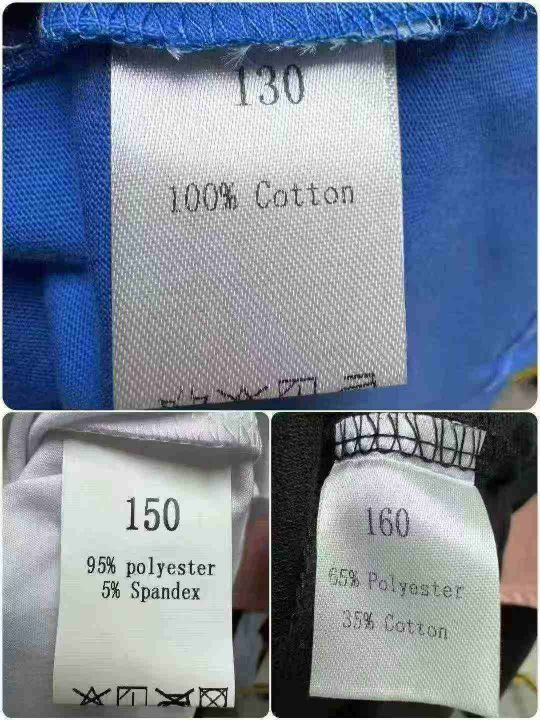 130
100% Cotton
150
95% polyester
5% Spandex
160
65% Polyester
35% Cotton